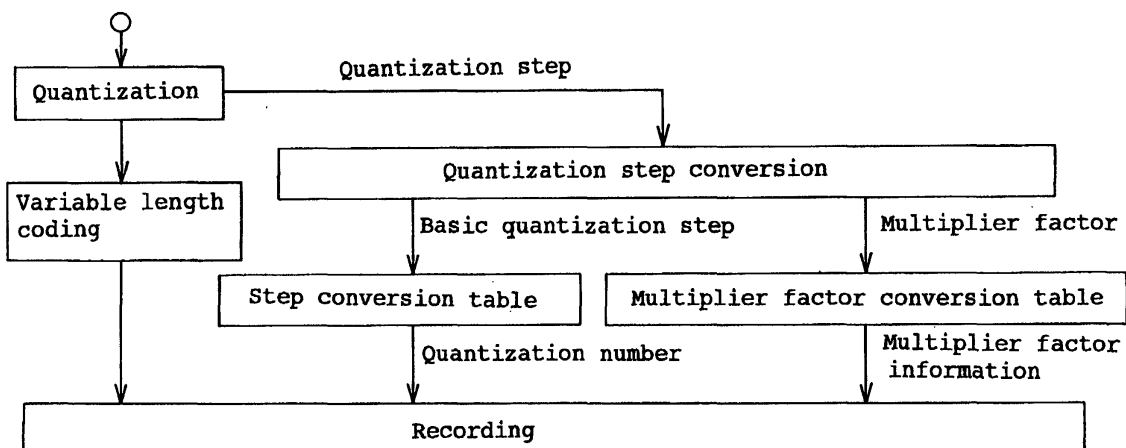 Quantization step
Quantization
Quantization step conversion
Variable length
coding
Basic quantization step
Multiplier factor
Step conversion table
Multiplier factor conversion table
Quantization number
Multiplier factor
information
Recording